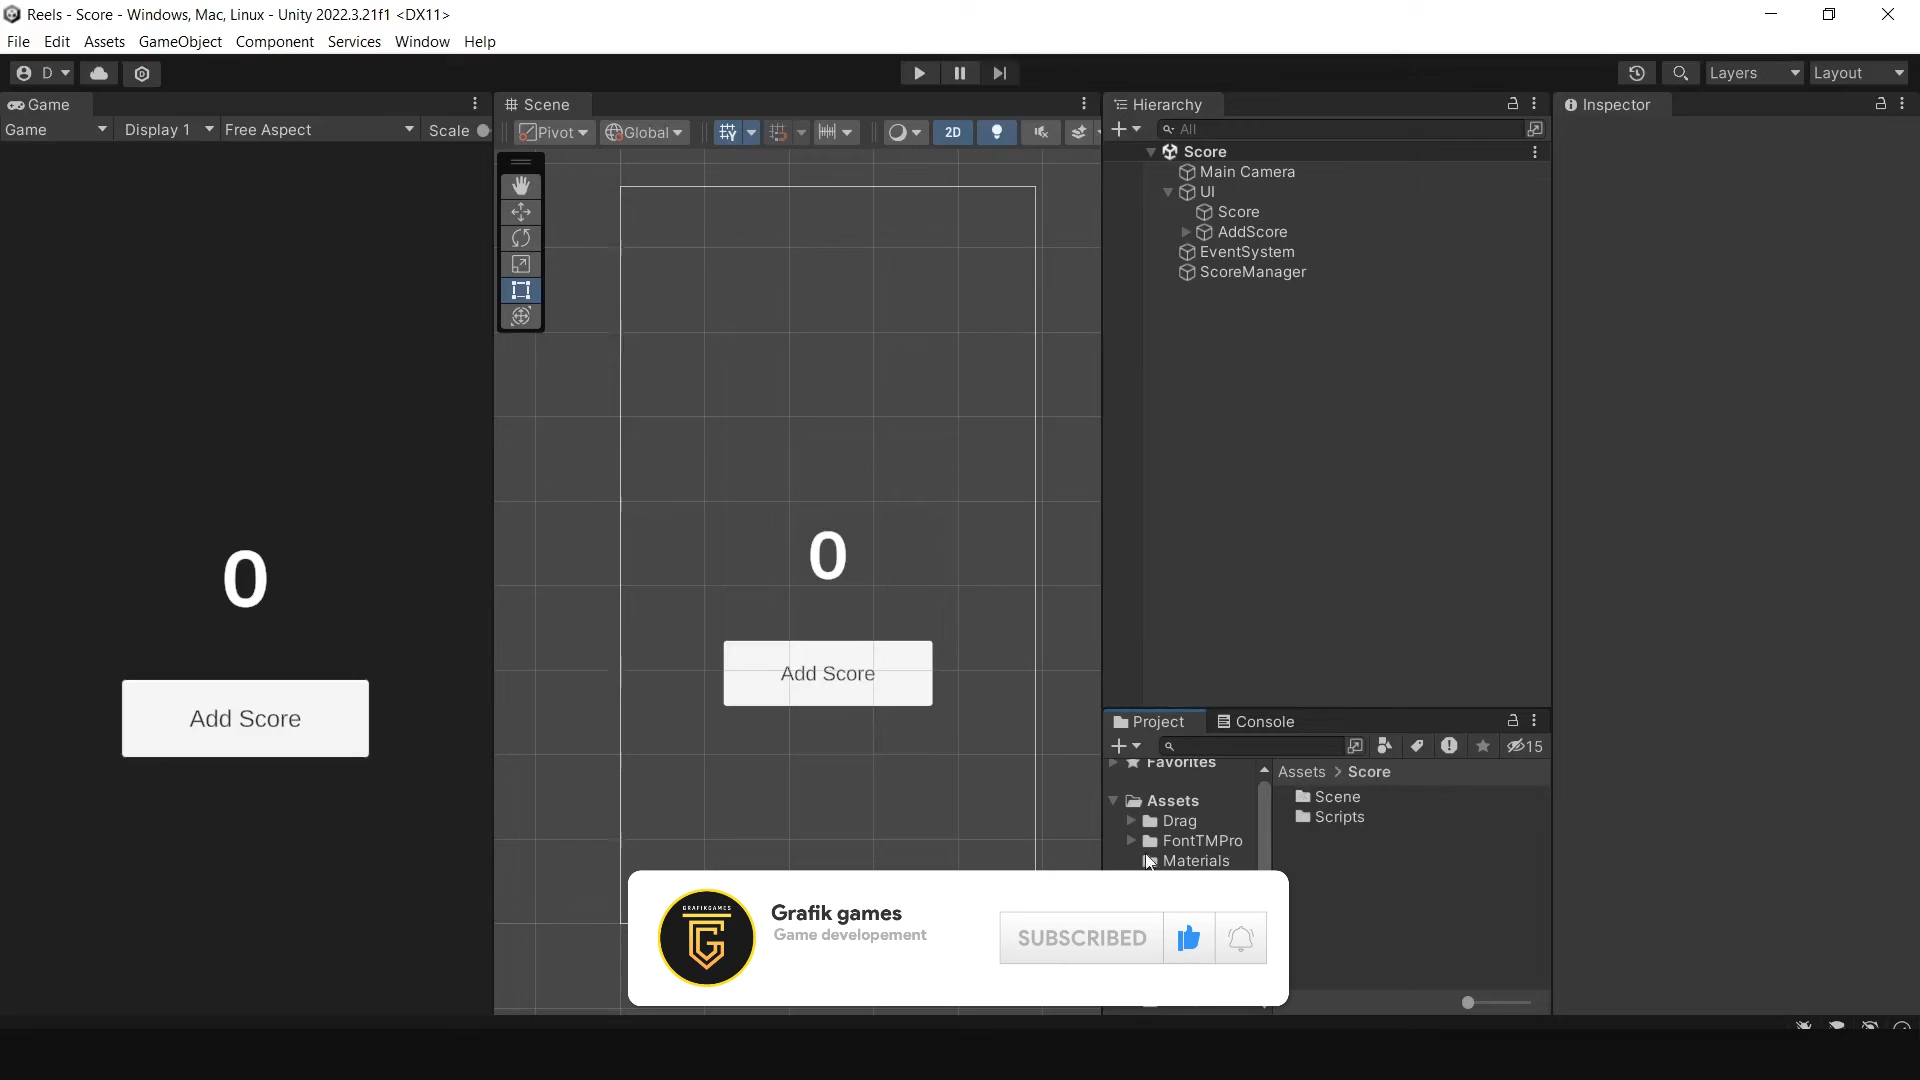 Reels - Score - Windows, Mac, Linux - Unity 2022.3.21f1 <DX11>
File Edit Assets GameObject Component Services Window Help
D Layers Layout
Game
Game Display 1 Free Aspect Scale
Scene
Pivot Global 2D
0
Add Score
0
Add Score
Hierarchy
All
Score
Main Camera
UI
Score
AddScore
EventSystem
ScoreManager
Inspector
Project Console
15
Favorites
Assets
Drag
FontTMPro
Materials
Assets > Score
Scene
Scripts
GRAFIKGAMES
Grafik games
Game developement
SUBSCRIBED